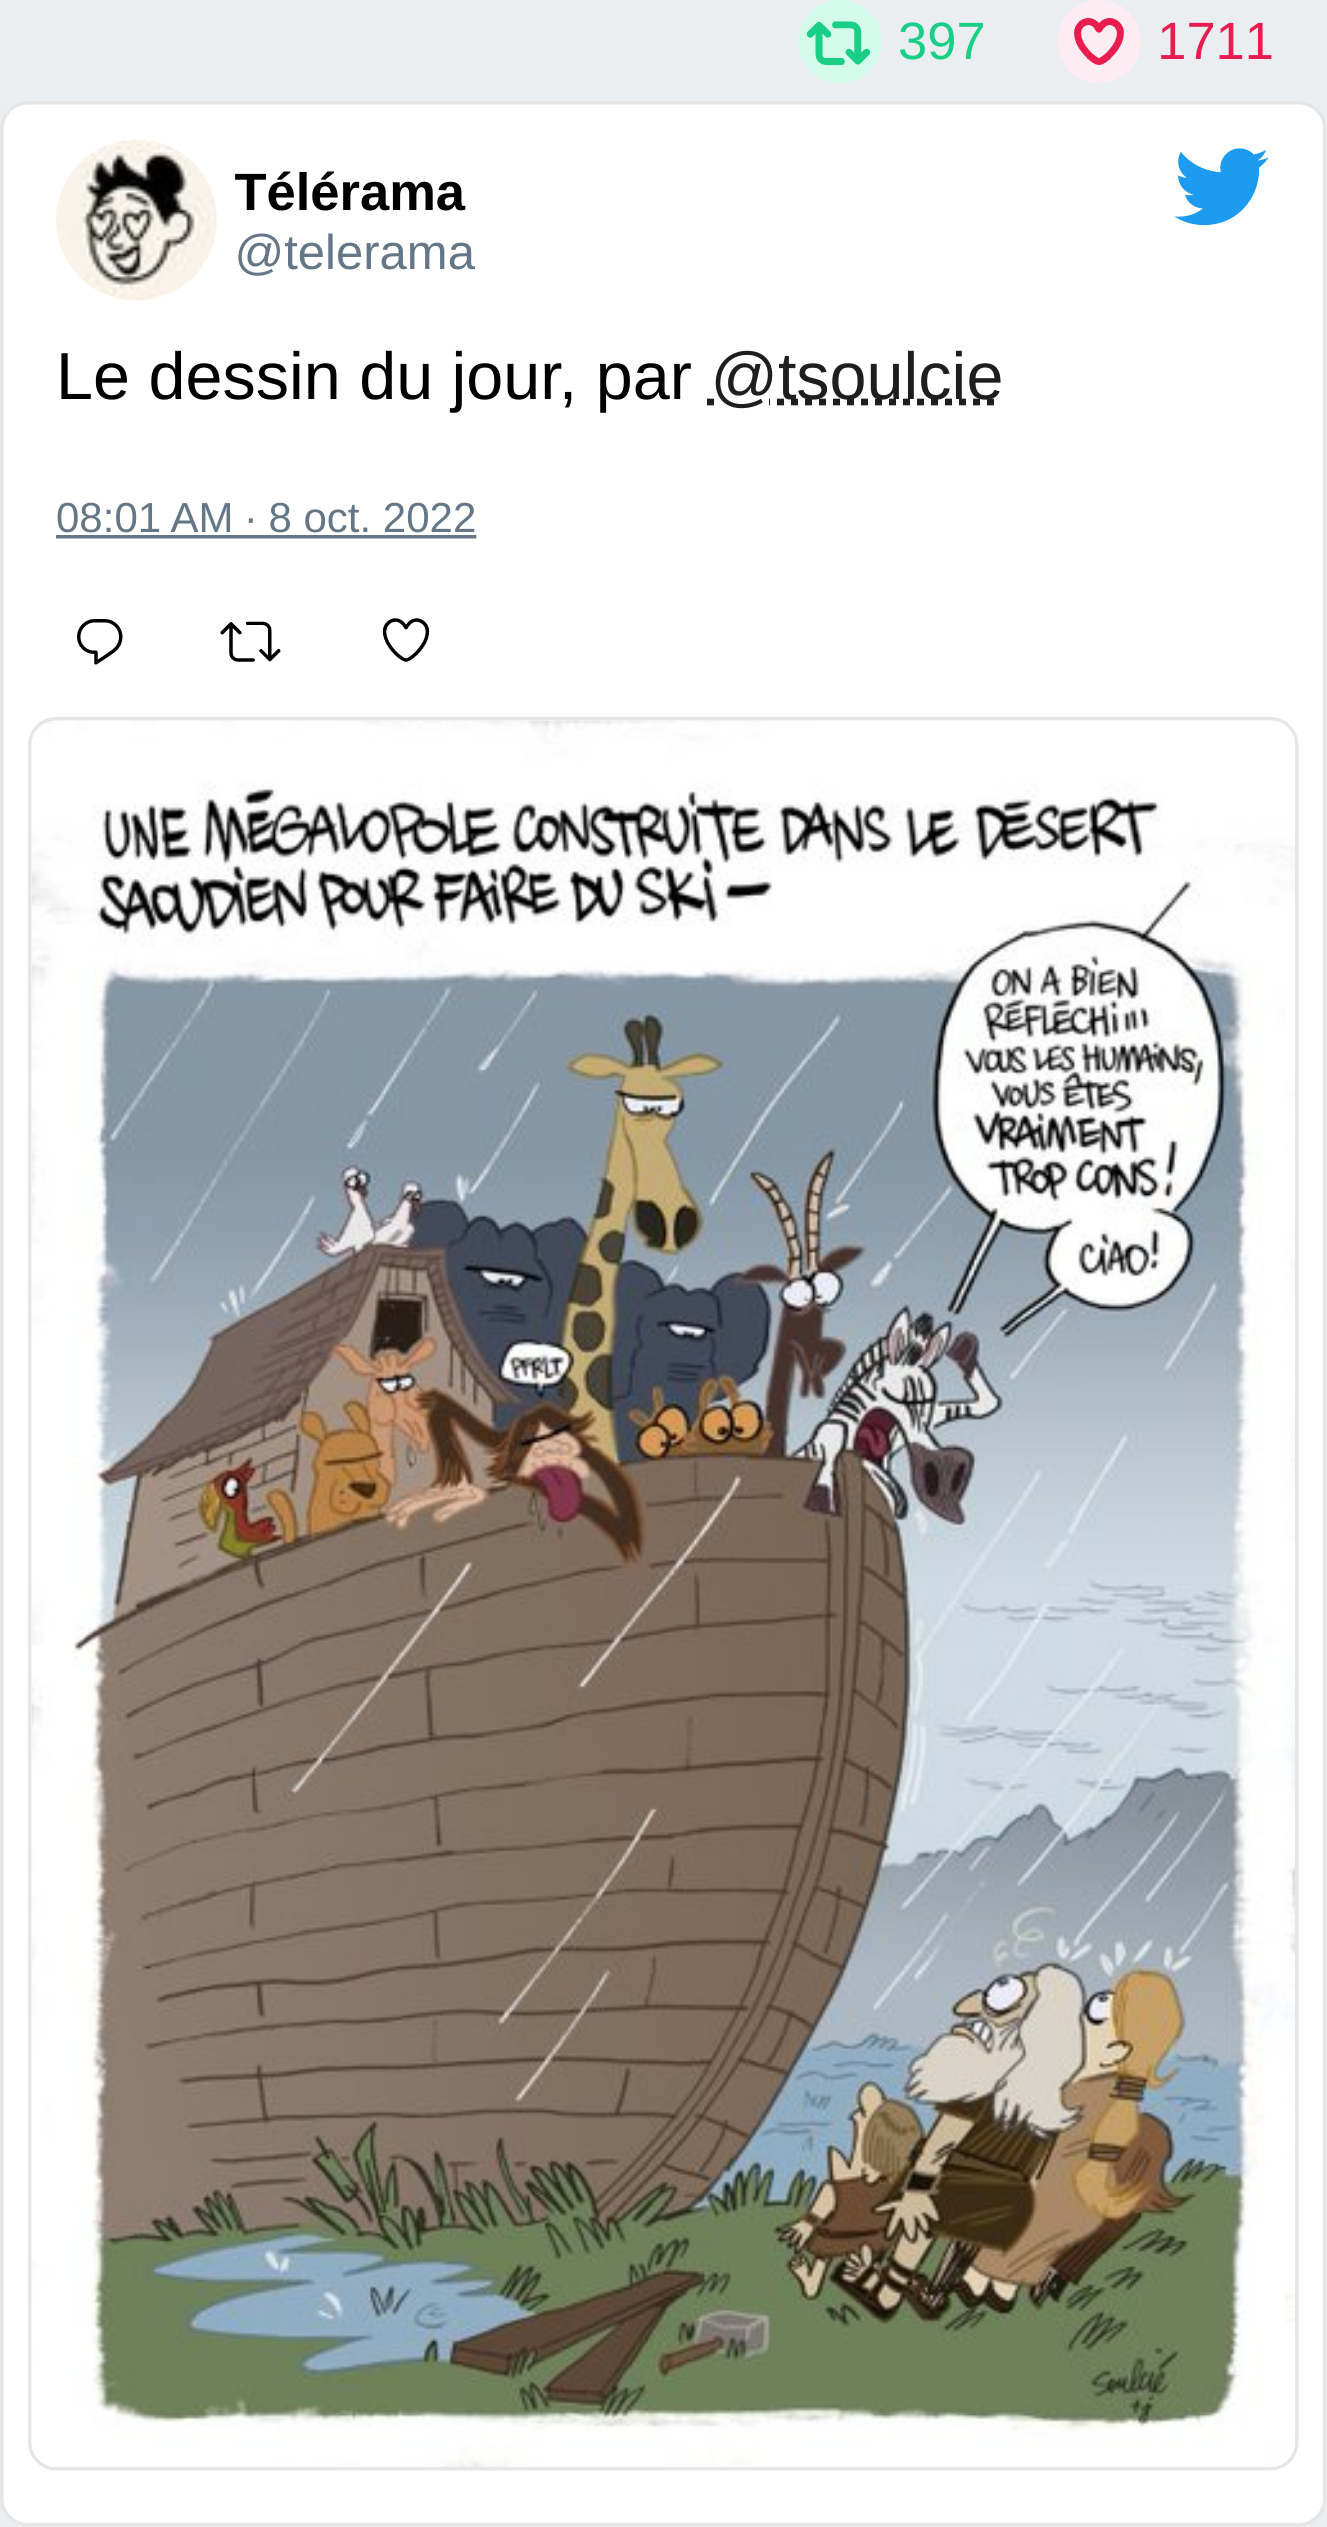 397 1711
Télérama
@telerama
Le dessin du jour, par @tsoulcie
08:01 AM · 8 oct. 2022
UNE MÉGALOPOLE CONSTRUITE DANS LE DÉSERT
SAOUDIEN POUR FAIRE DU SKI —
ON A BIEN
RÉFLÉCHI...
VOUS LES HUMAINS,
VOUS ÊTES
VRAIMENT
TROP CONS !
CIAO !
PFRLT
Soulcié